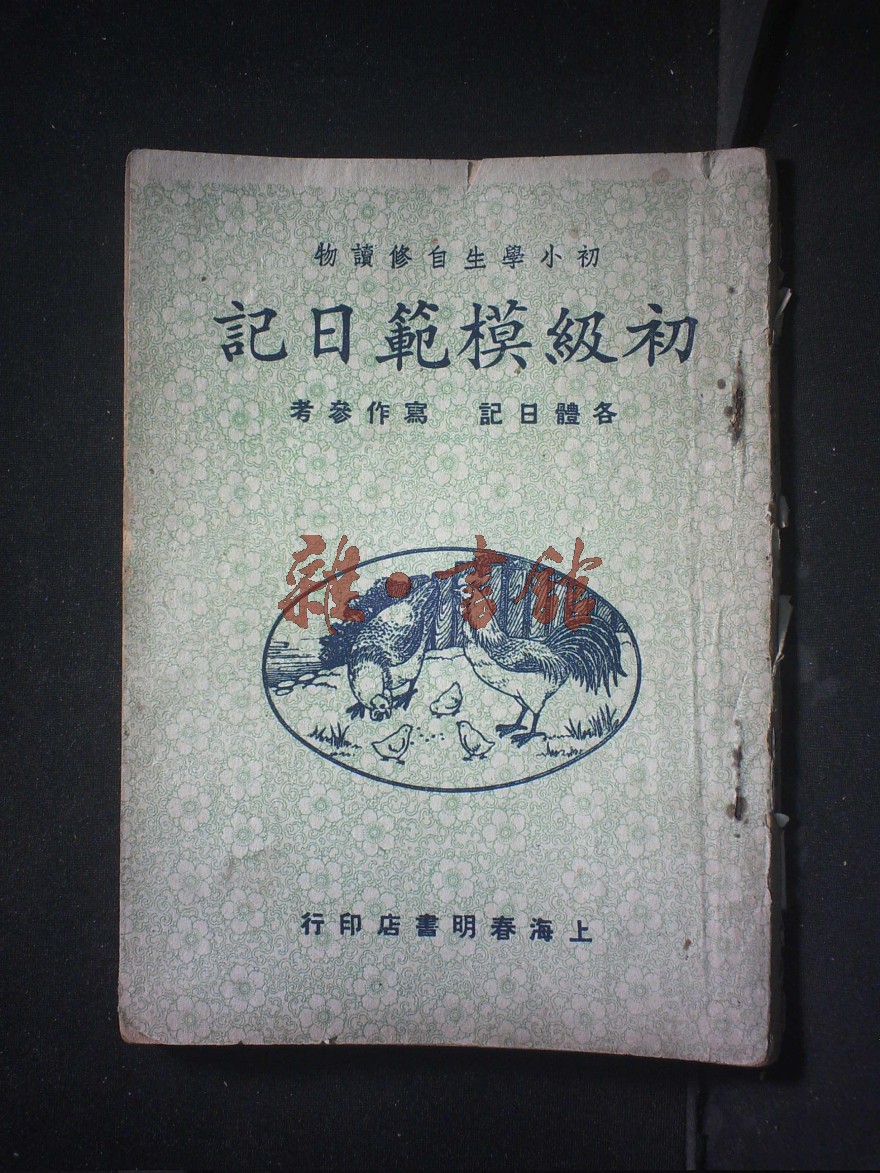 初小學生自修讀物
初級模範日記
各體日記　寫作參考
雜·書館
上海春明書店印行